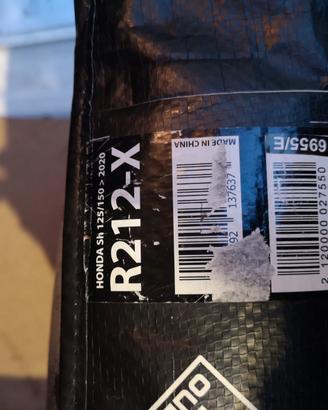 HONDA Sh 125/150 > 2020
R212-X
MADE IN CHINA
92 137637
6955/E
2 120000 027550